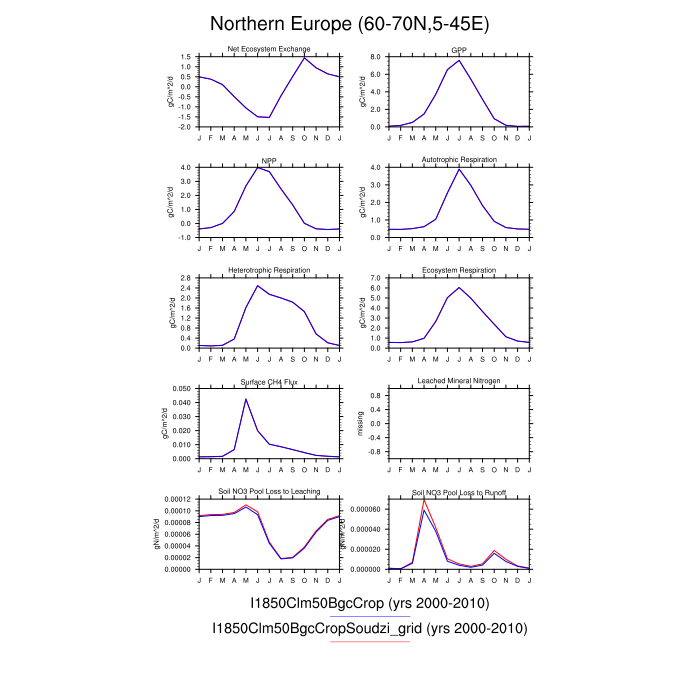 Northern Europe (60-70N,5-45E)
Net Ecosystem Exchange
gC/m^2/d
1.5
1.0
0.5
0.0
-0.5
-1.0
-1.5
-2.0
J F M A M J J A S O N D J
GPP
gC/m^2/d
8.0
6.0
4.0
2.0
0.0
J F M A M J J A S O N D J
NPP
gC/m^2/d
4.0
3.0
2.0
1.0
0.0
-1.0
J F M A M J J A S O N D J
Autotrophic Respiration
gC/m^2/d
4.0
3.0
2.0
1.0
0.0
J F M A M J J A S O N D J
Heterotrophic Respiration
gC/m^2/d
2.8
2.4
2.0
1.6
1.2
0.8
0.4
0.0
J F M A M J J A S O N D J
Ecosystem Respiration
gC/m^2/d
7.0
6.0
5.0
4.0
3.0
2.0
1.0
0.0
J F M A M J J A S O N D J
Surface CH4 Flux
gC/m^2/d
0.050
0.040
0.030
0.020
0.010
0.000
J F M A M J J A S O N D J
Leached Mineral Nitrogen
missing
0.8
0.4
0.0
-0.4
-0.8
Soil NO3 Pool Loss to Leaching
gN/m^2/d
0.00012
0.00010
0.00008
0.00006
0.00004
0.00002
0.00000
J F M A M J J A S O N D J
Soil NO3 Pool Loss to Runoff
gN/m^2/d
0.000060
0.000040
0.000020
0.000000
J F M A M J J A S O N D J
I1850Clm50BgcCrop (yrs 2000-2010)
I1850Clm50BgcCropSoudzi_grid (yrs 2000-2010)